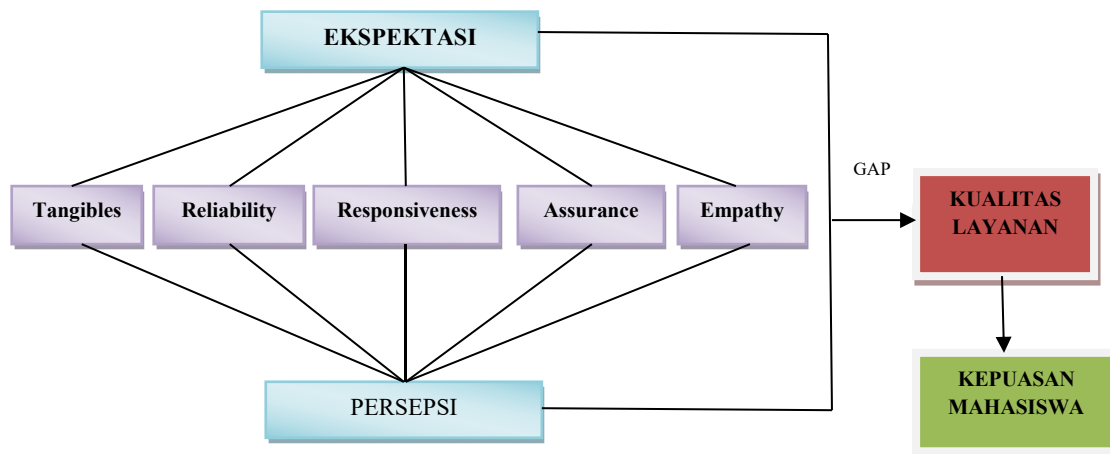 EKSPEKTASI
GAP
Tangibles
Reliability
Responsiveness
Assurance
Empathy
KUALITAS
LAYANAN
PERSEPSI
KEPUASAN
MAHASISWA